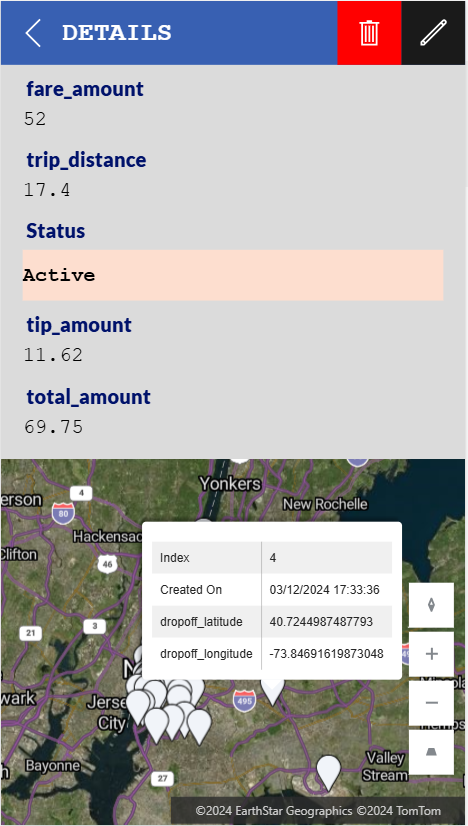 DETAILS
fare_amount
52
trip_distance
17.4
Status
Active
tip_amount
11.62
total_amount
69.75
Yonkers
4
New Rochelle
erson
80
Hackensac
Clifton
46
Index 4
Created On 03/12/2024 17:33:36
dropoff_latitude 40.7244987487793
dropoff_longitude -73.84691619873048
21
3
N
wark
Jerse
City
495
Bayonne
27
Valley
Stream
©2024 EarthStar Geographics ©2024 TomTom